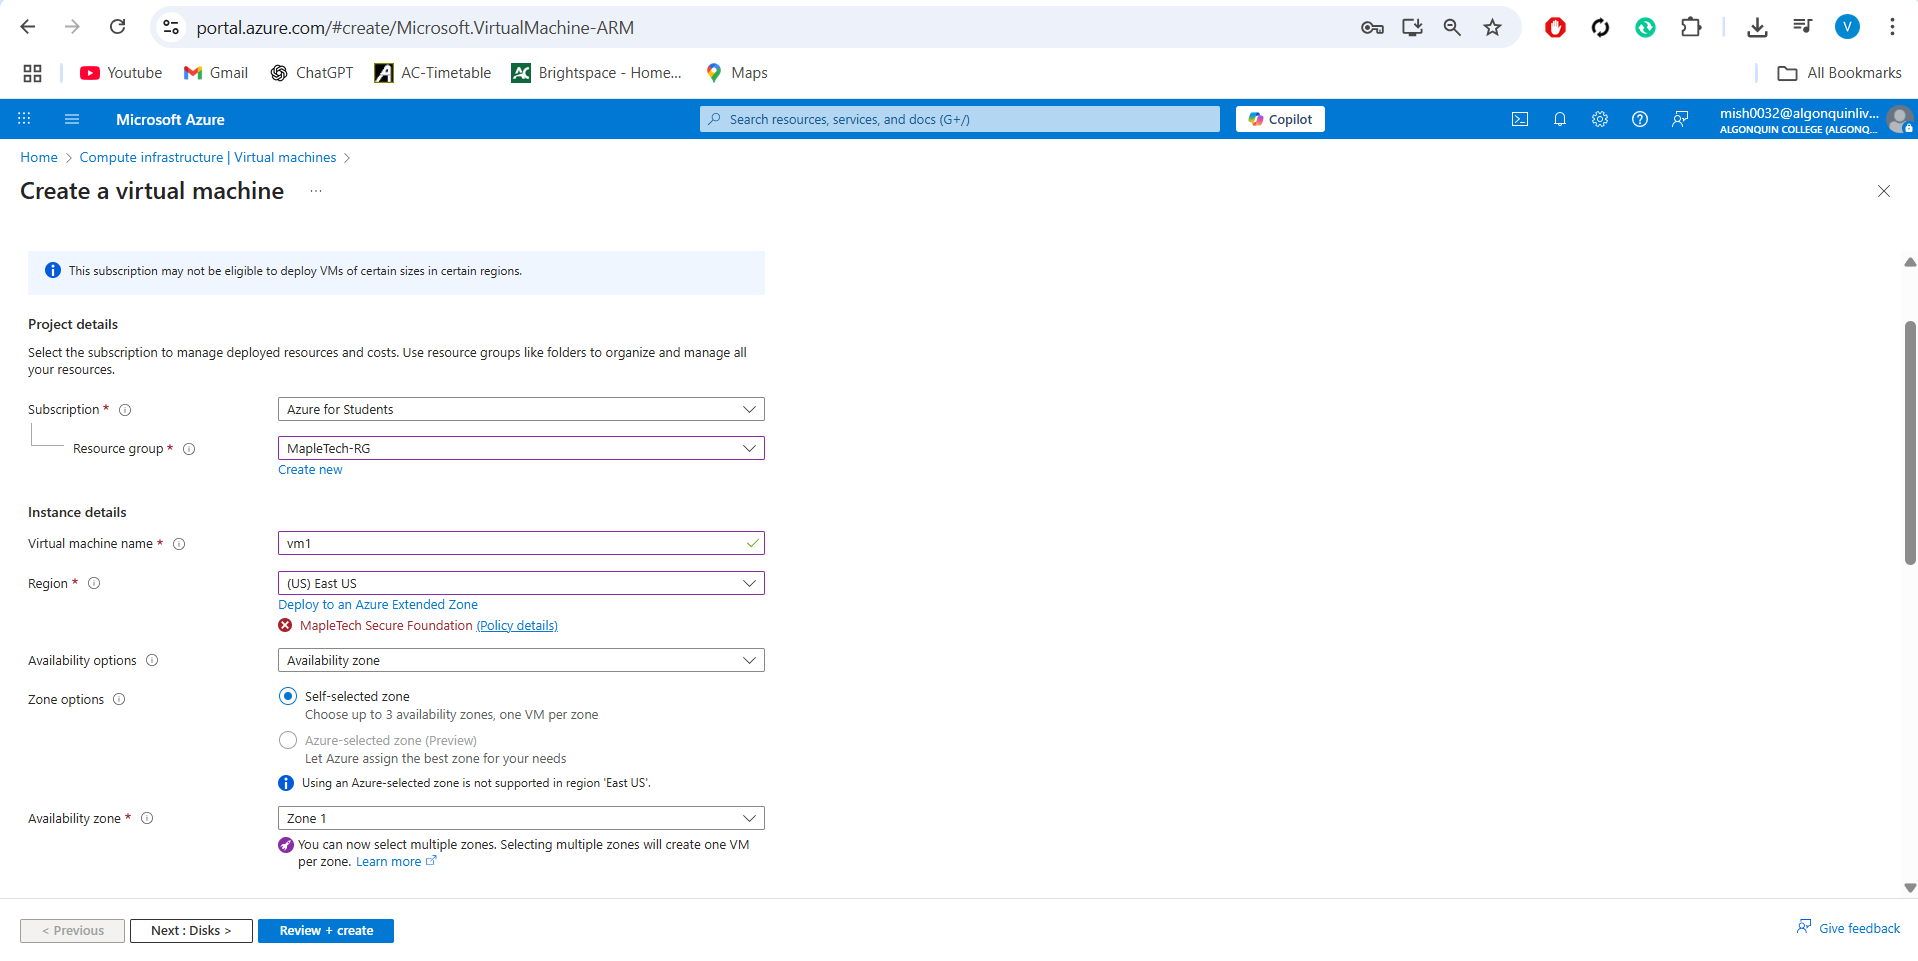 portal.azure.com/#create/Microsoft.VirtualMachine-ARM
V
Youtube
Gmail
ChatGPT
AC-Timetable
Brightspace - Home...
Maps
All Bookmarks
Microsoft Azure
Search resources, services, and docs (G+/)
Copilot
mish0032@algonquinliv...
ALGONQUIN COLLEGE (ALGONQ...
Home > Compute infrastructure | Virtual machines >
Create a virtual machine ...
This subscription may not be eligible to deploy VMs of certain sizes in certain regions.
Project details
Select the subscription to manage deployed resources and costs. Use resource groups like folders to organize and manage all
your resources.
Subscription *
Azure for Students
Resource group *
MapleTech-RG
Create new
Instance details
Virtual machine name *
vm1
Region *
(US) East US
Deploy to an Azure Extended Zone
MapleTech Secure Foundation (Policy details)
Availability options
Availability zone
Zone options
Self-selected zone
Choose up to 3 availability zones, one VM per zone
Azure-selected zone (Preview)
Let Azure assign the best zone for your needs
Using an Azure-selected zone is not supported in region 'East US'.
Availability zone *
Zone 1
You can now select multiple zones. Selecting multiple zones will create one VM
per zone. Learn more
< Previous
Next : Disks >
Review + create
Give feedback